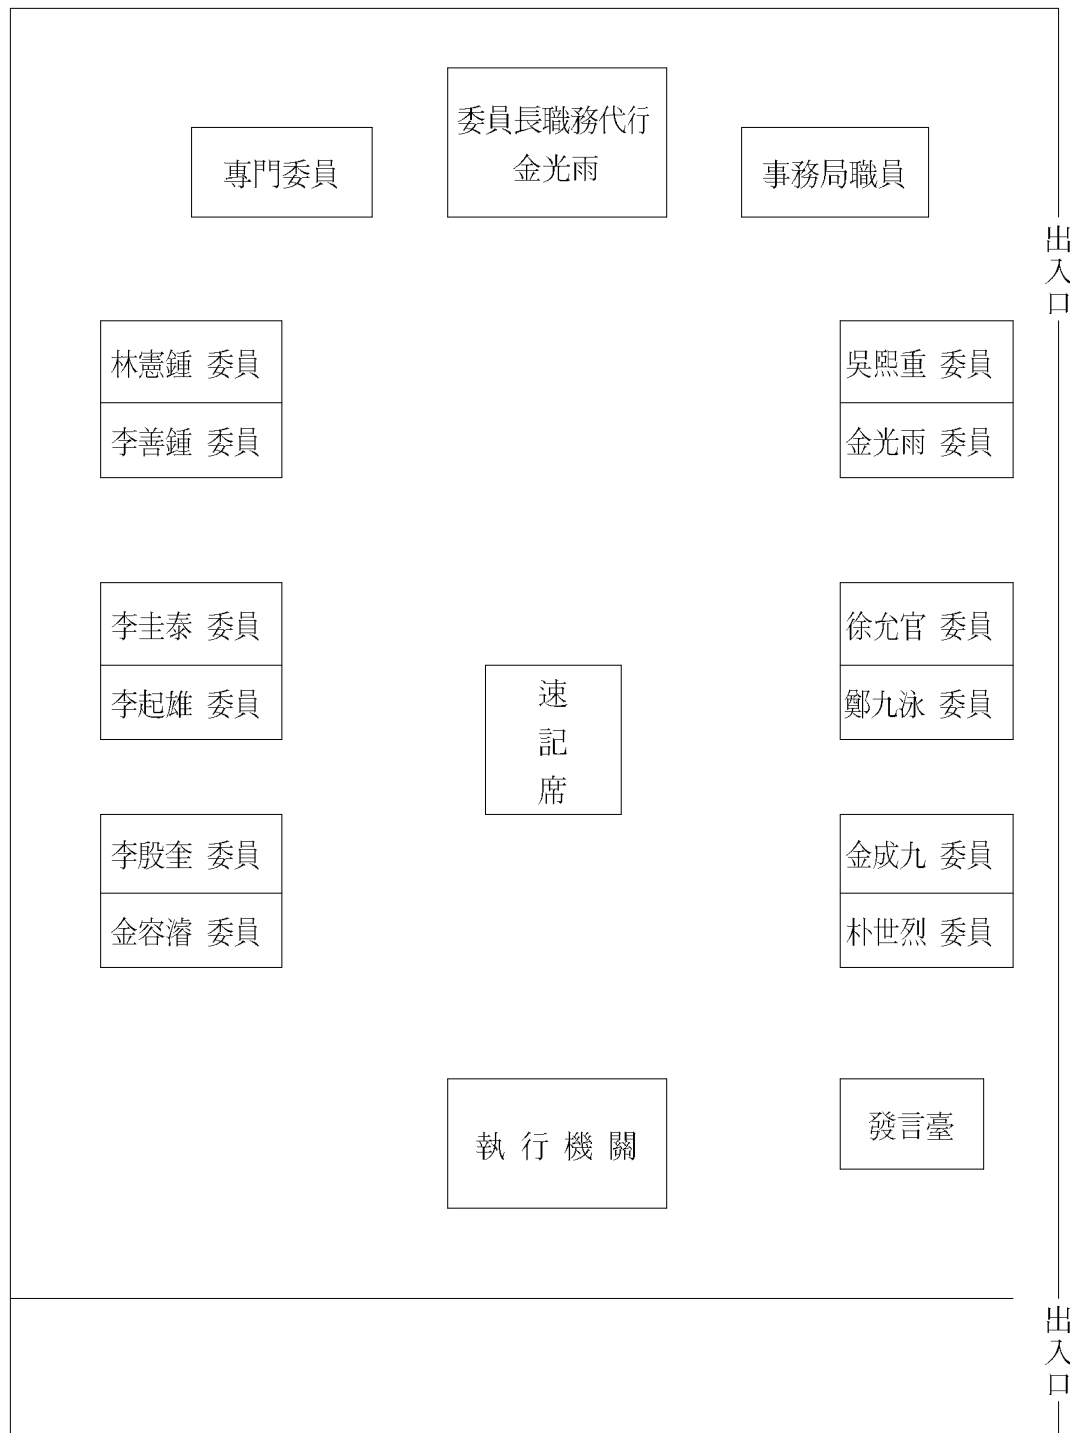 委員長職務代行
金光雨
專門委員
事務局職員
出入口
林憲鍾 委員
吳熙重 委員
李善鍾 委員
金光雨 委員
李圭泰 委員
徐允官 委員
李起雄 委員
鄭九泳 委員
速記席
李殷奎 委員
金成九 委員
金容濬 委員
朴世烈 委員
執行機關
發言臺
出入口